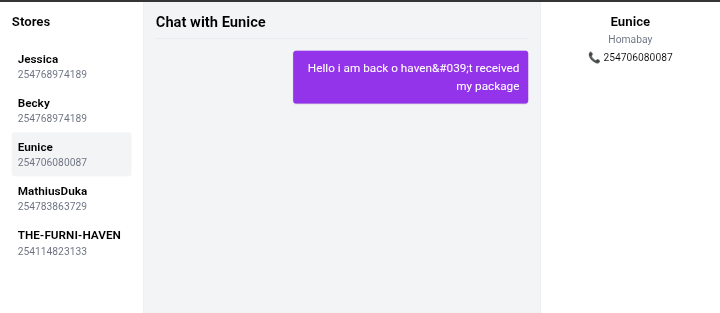 Stores
Jessica
254768974189
Becky
254768974189
Eunice
254706080087
MathiusDuka
254783863729
THE-FURNI-HAVEN
254114823133
Chat with Eunice
Hello i am back o haven&#039;t received
my package
Eunice
Homabay
📞 254706080087